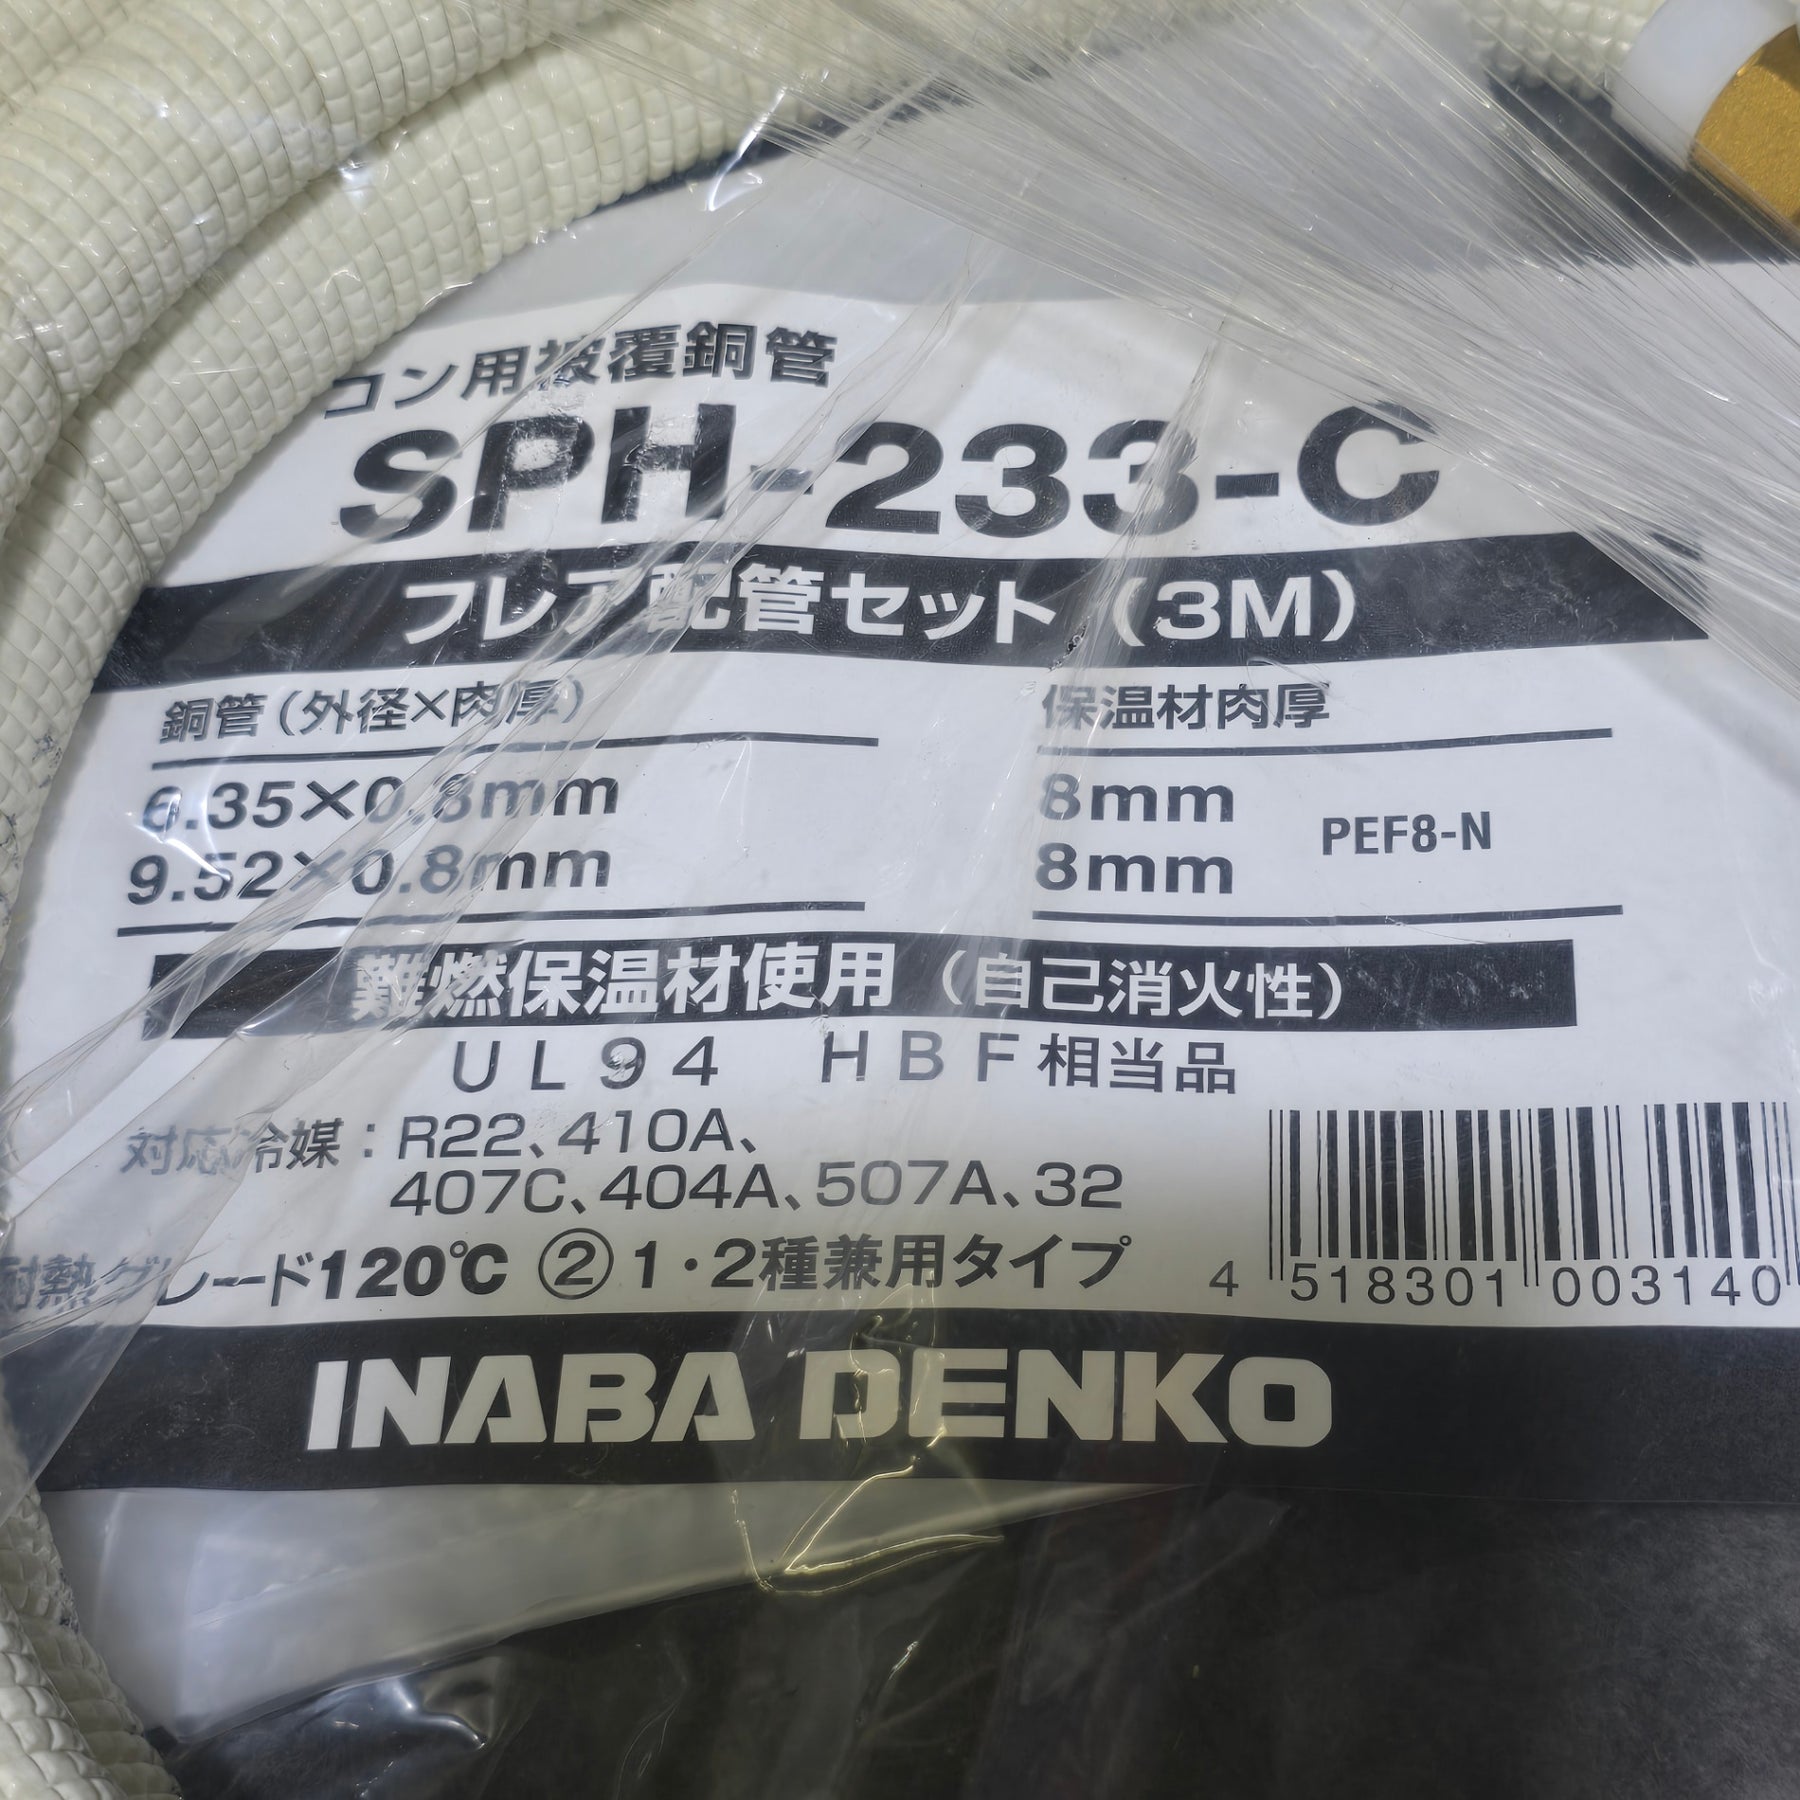 コン用被覆銅管
SPH-233-C
フレア配管セット(3M)
銅管(外径×肉厚) 保温材肉厚
6.35×0.8mm 8mm
9.52×0.8mm 8mm
PEF8-N
難燃保温材使用(自己消火性)
UL94 HBF相当品
対応冷媒:R22、410A、
407C、404A、507A、32
耐熱グレード120℃ ②1・2種兼用タイプ
4 518301 003140
INABA DENKO